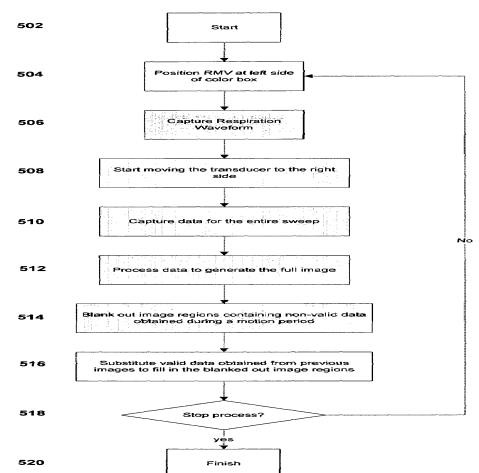 502
Start
504
Position RMV at left side
of color box
506
Capture Respiration
Waveform
508
Start moving the transducer to the right
side
510
Capture data for the entire sweep
No
512
Process data to generate the full image
514
Blank out image regions containing non-valid data
obtained during a motion period
516
Substitute valid data obtained from previous
images to fill in the blanked out image regions
518
Stop process?
yes
520
Finish